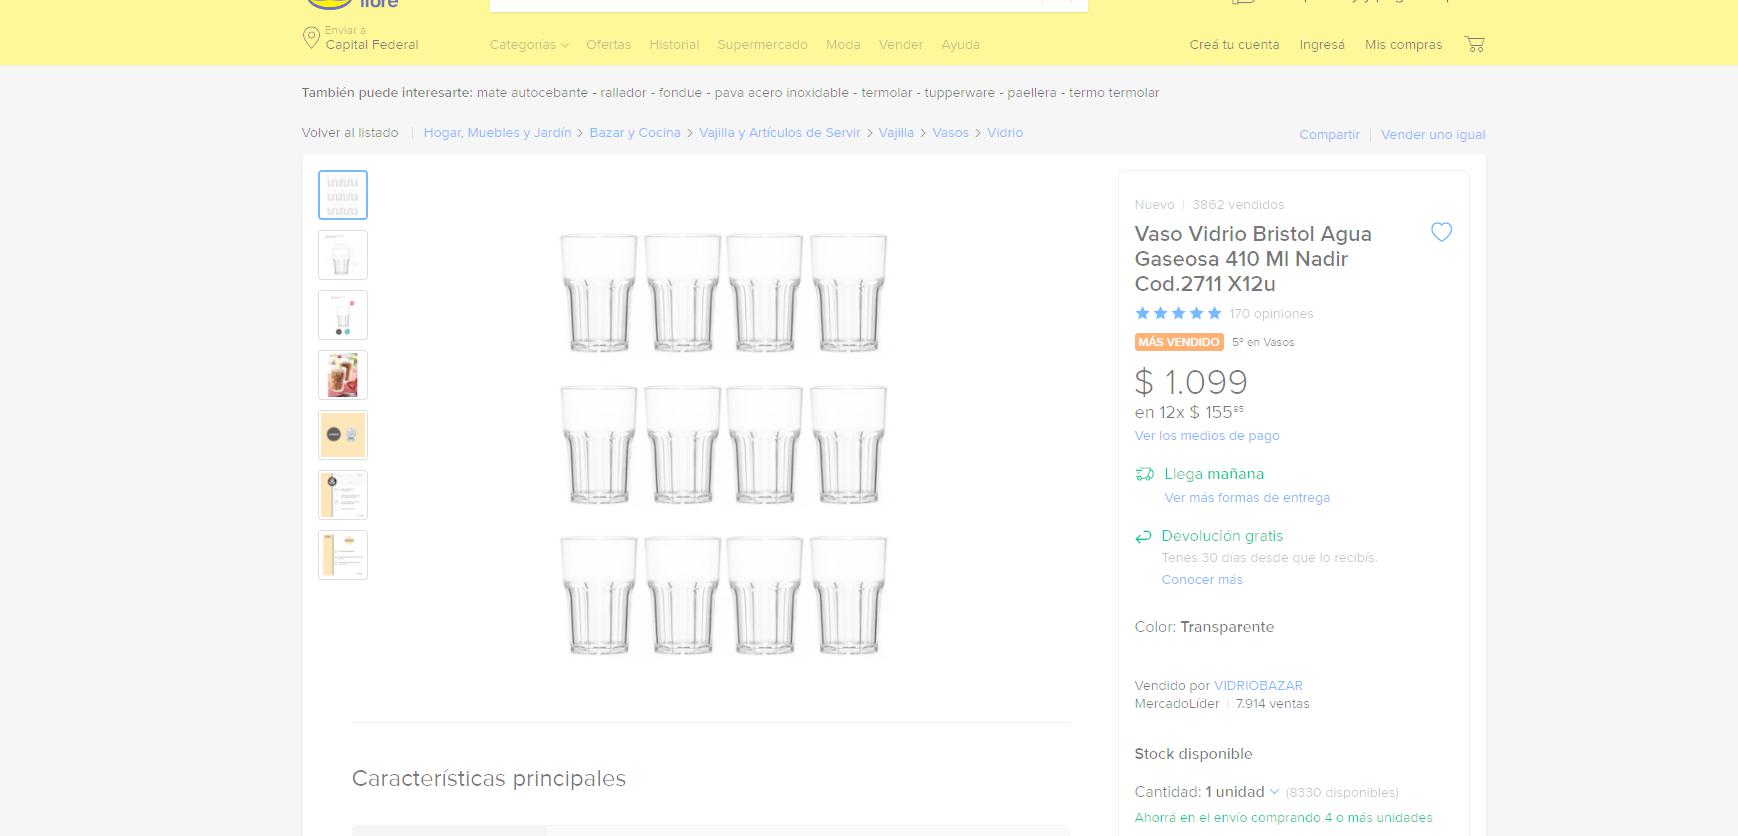 libre
Enviar a
Capital Federal
Categorías Ofertas Historial Supermercado Moda Vender Ayuda
Creá tu cuenta Ingresá Mis compras
También puede interesarte: mate autocebante - rallador - fondue - pava acero inoxidable - termolar - tupperware - paellera - termo termolar
Volver al listado | Hogar, Muebles y Jardín > Bazar y Cocina > Vajilla y Artículos de Servir > Vajilla > Vasos > Vidrio
Compartir | Vender uno igual
Nuevo | 3862 vendidos
Vaso Vidrio Bristol Agua
Gaseosa 410 Ml Nadir
Cod.2711 X12u
170 opiniones
MÁS VENDIDO 5º en Vasos
$ 1.099
en 12x $ 155 85
Ver los medios de pago
Llega mañana
Ver más formas de entrega
Devolución gratis
Tenés 30 días desde que lo recibís.
Conocer más
Color: Transparente
Vendido por VIDRIOBAZAR
MercadoLíder | 7.914 ventas
Stock disponible
Cantidad: 1 unidad (8330 disponibles)
Ahorrá en el envío comprando 4 o más unidades
Características principales